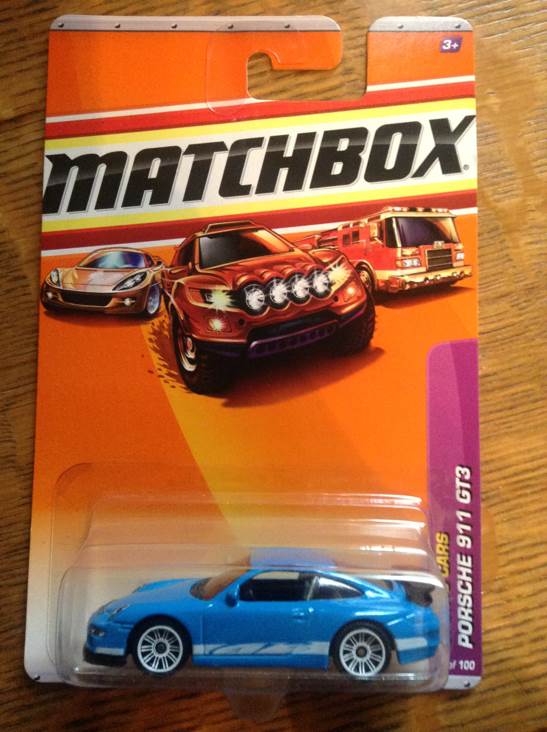 3+
MATCHBOX®
CARS
PORSCHE 911 GT3
of 100